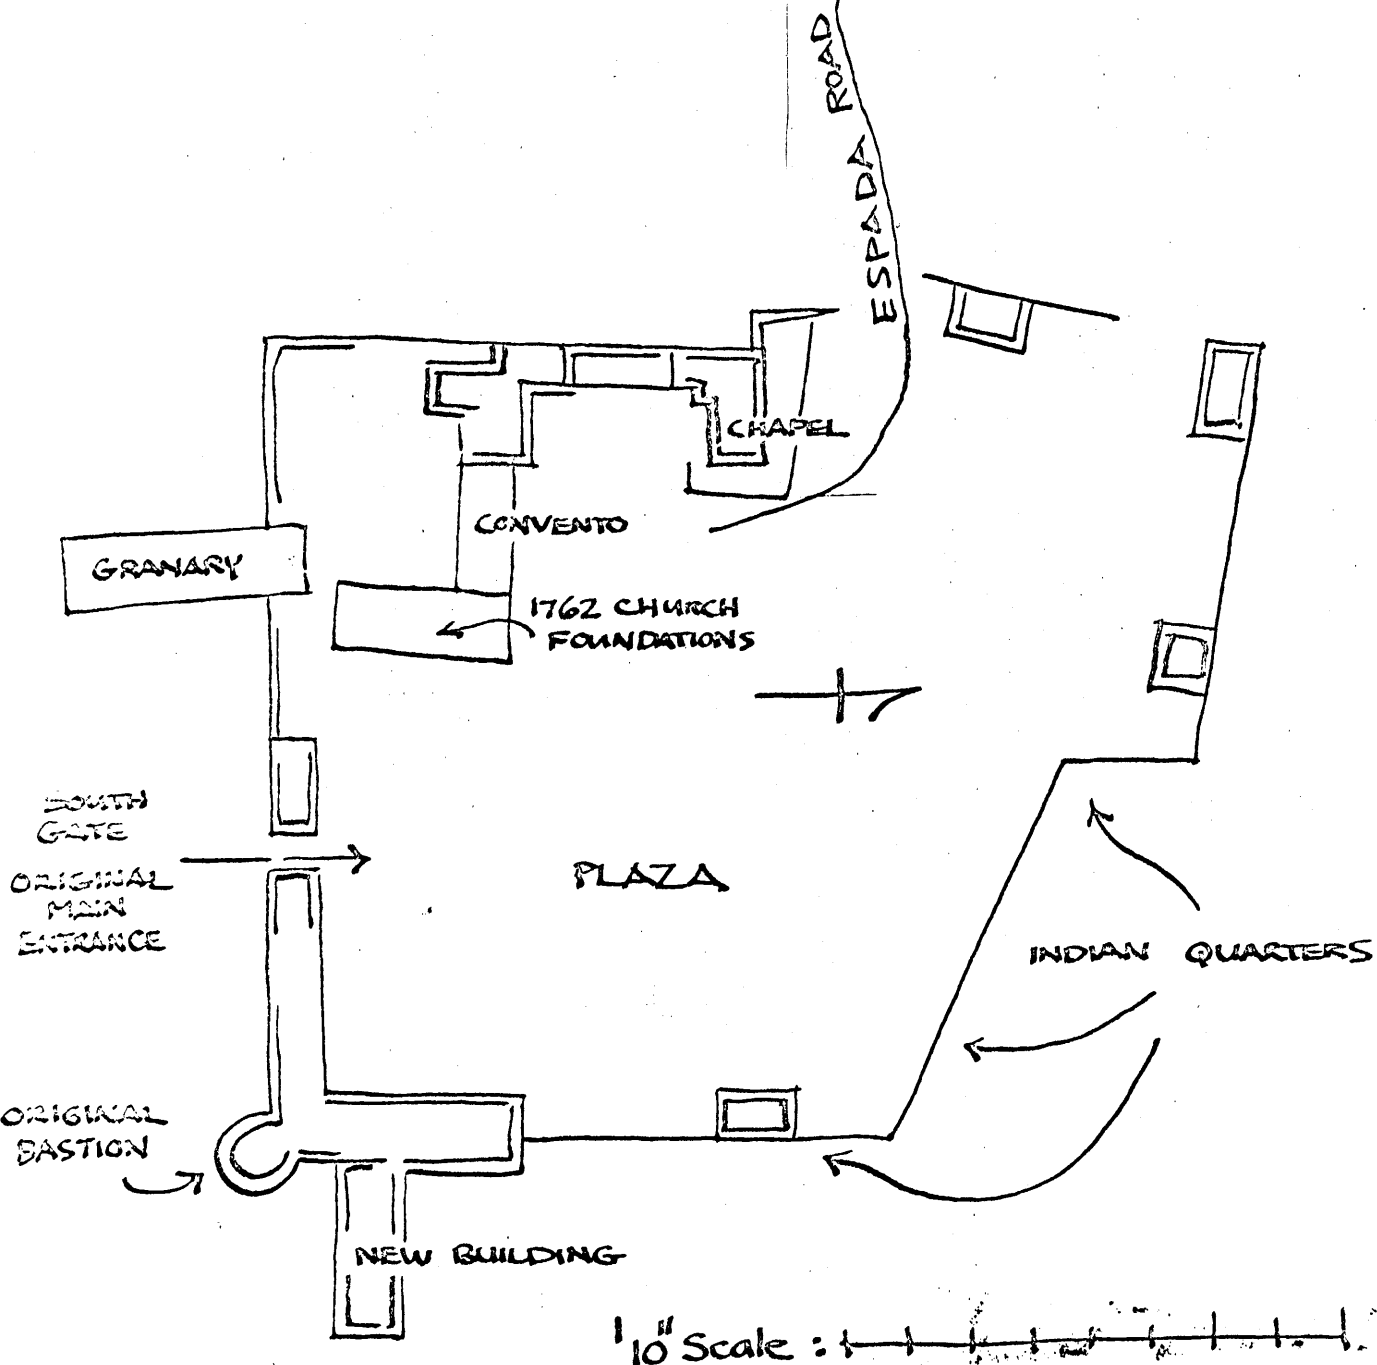 ESPADA ROAD
CHAPEL
CONVENTO
GRANARY
1762 CHURCH
FOUNDATIONS
SOUTH
GATE
ORIGINAL
MAIN
ENTRANCE
PLAZA
INDIAN QUARTERS
ORIGINAL
BASTION
NEW BUILDING
1/10" Scale :